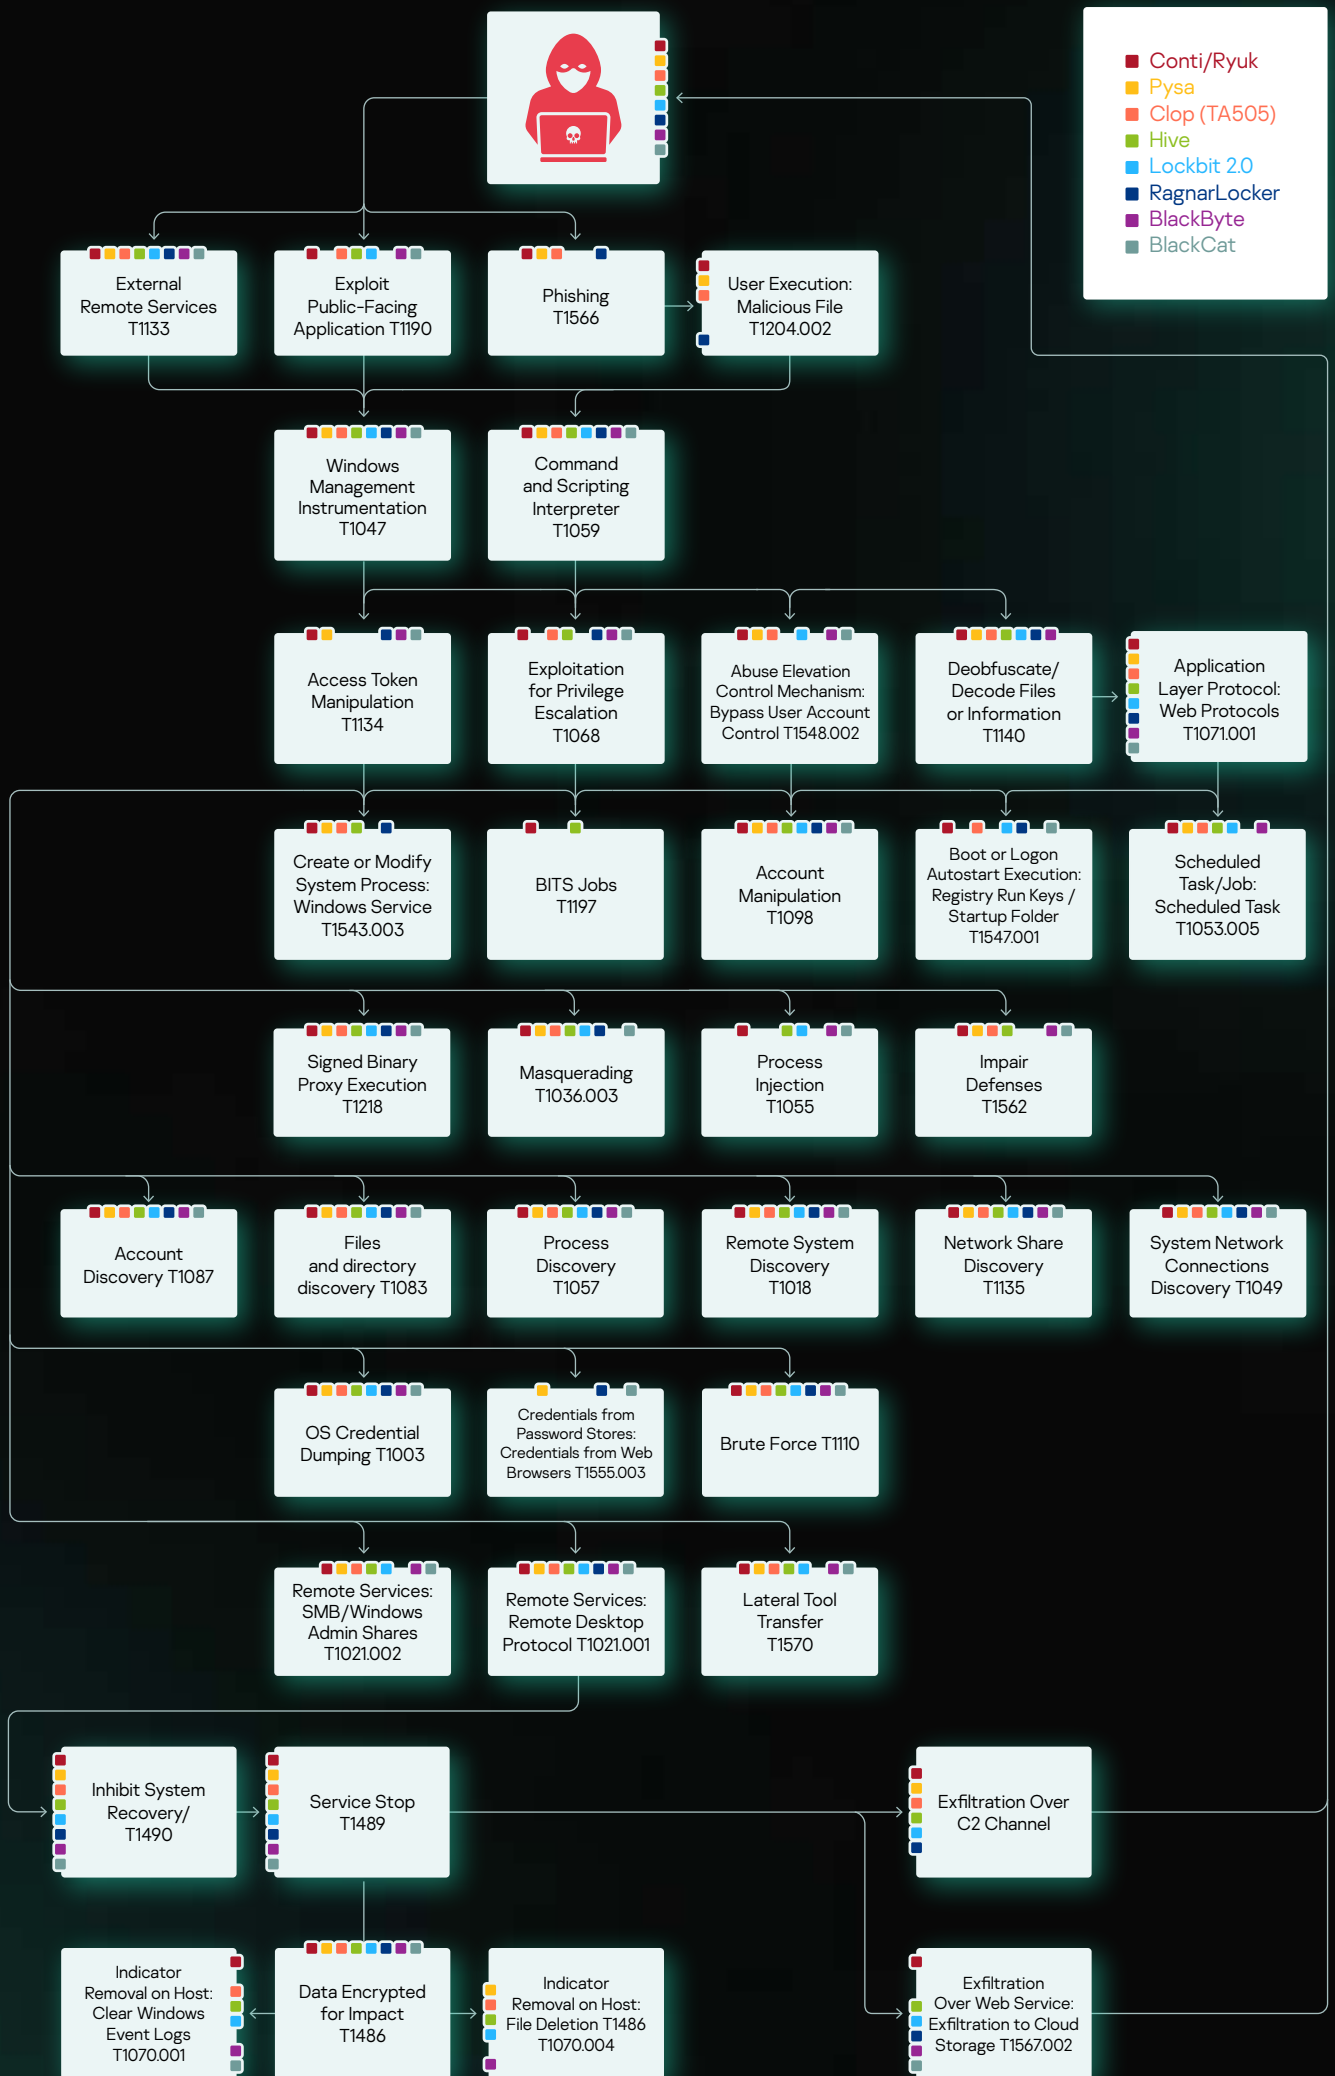 Conti/Ryuk
Pysa
Clop (TA505)
Hive
Lockbit 2.0
RagnarLocker
BlackByte
BlackCat
External
Remote Services
T1133
Exploit
Public-Facing
Application T1190
Phishing
T1566
User Execution:
Malicious File
T1204.002
Windows
Management
Instrumentation
T1047
Command
and Scripting
Interpreter
T1059
Access Token
Manipulation
T1134
Exploitation
for Privilege
Escalation
T1068
Abuse Elevation
Control Mechanism:
Bypass User Account
Control T1548.002
Deobfuscate/
Decode Files
or Information
T1140
Application
Layer Protocol:
Web Protocols
T1071.001
Create or Modify
System Process:
Windows Service
T1543.003
BITS Jobs
T1197
Account
Manipulation
T1098
Boot or Logon
Autostart Execution:
Registry Run Keys /
Startup Folder
T1547.001
Scheduled
Task/Job:
Scheduled Task
T1053.005
Signed Binary
Proxy Execution
T1218
Masquerading
T1036.003
Process
Injection
T1055
Impair
Defenses
T1562
Account
Discovery T1087
Files
and directory
discovery T1083
Process
Discovery
T1057
Remote System
Discovery
T1018
Network Share
Discovery
T1135
System Network
Connections
Discovery T1049
OS Credential
Dumping T1003
Credentials from
Password Stores:
Credentials from Web
Browsers T1555.003
Brute Force T1110
Remote Services:
SMB/Windows
Admin Shares
T1021.002
Remote Services:
Remote Desktop
Protocol T1021.001
Lateral Tool
Transfer
T1570
Inhibit System
Recovery/
T1490
Service Stop
T1489
Exfiltration Over
C2 Channel
Indicator
Removal on Host:
Clear Windows
Event Logs
T1070.001
Data Encrypted
for Impact
T1486
Indicator
Removal on Host:
File Deletion T1486
T1070.004
Exfiltration
Over Web Service:
Exfiltration to Cloud
Storage T1567.002